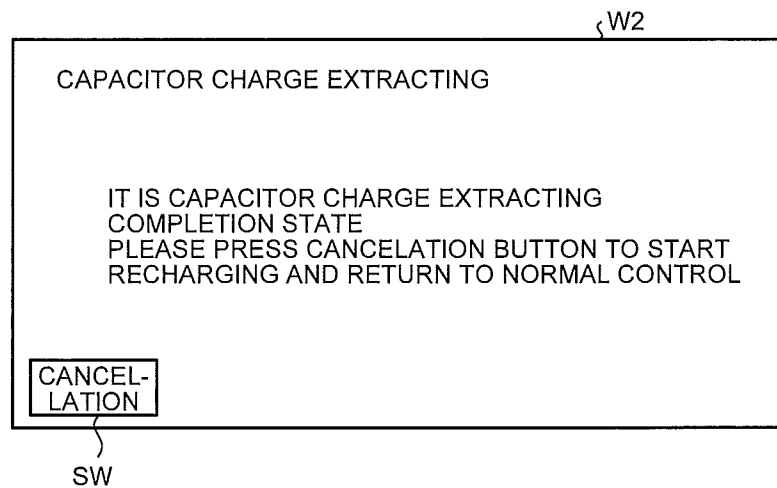 W2
CAPACITOR CHARGE EXTRACTING
IT IS CAPACITOR CHARGE EXTRACTING
COMPLETION STATE
PLEASE PRESS CANCELATION BUTTON TO START
RECHARGING AND RETURN TO NORMAL CONTROL
CANCEL-
LATION
SW